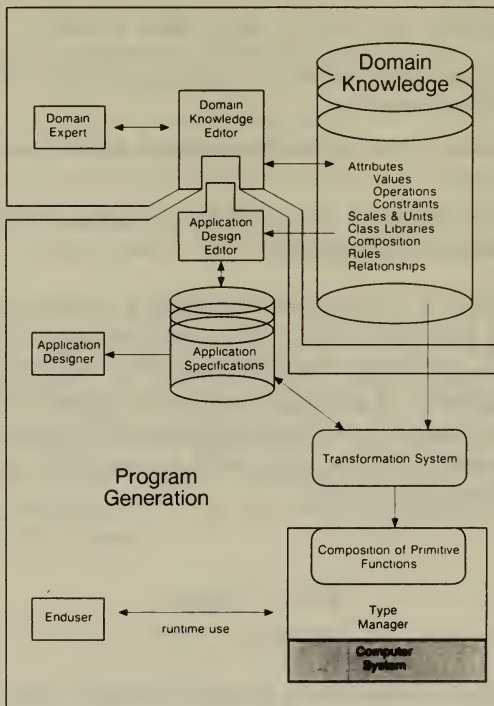 Domain
Knowledge
Domain
Expert
Domain
Knowledge
Editor
Attributes
Values
Operations
Constraints
Scales & Units
Class Libraries
Composition
Rules
Relationships
Application
Design
Editor
Application
Designer
Application
Specifications
Transformation System
Program
Generation
Composition of Primitive
Functions
Type
Manager
Enduser
runtime use
Computer
System